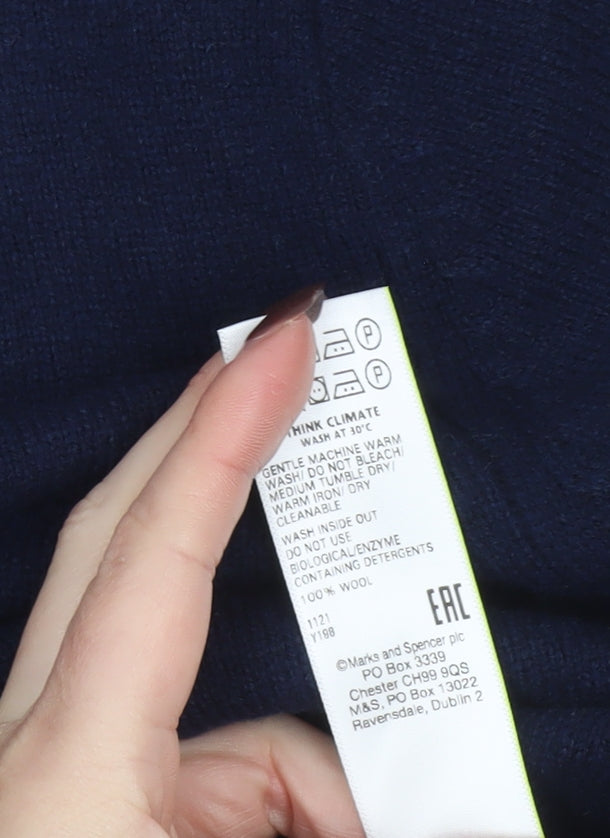 P
P
THINK CLIMATE
WASH AT 30°C
GENTLE MACHINE WARM
WASH/ DO NOT BLEACH/
MEDIUM TUMBLE DRY/
WARM IRON/ DRY
CLEANABLE
WASH INSIDE OUT
DO NOT USE
BIOLOGICAL/ENZYME
CONTAINING DETERGENTS
100% WOOL
1121
Y198
EAC
©Marks and Spencer plc
PO Box 3339
Chester CH99 9QS
M&S, PO Box 13022
Ravensdale, Dublin 2